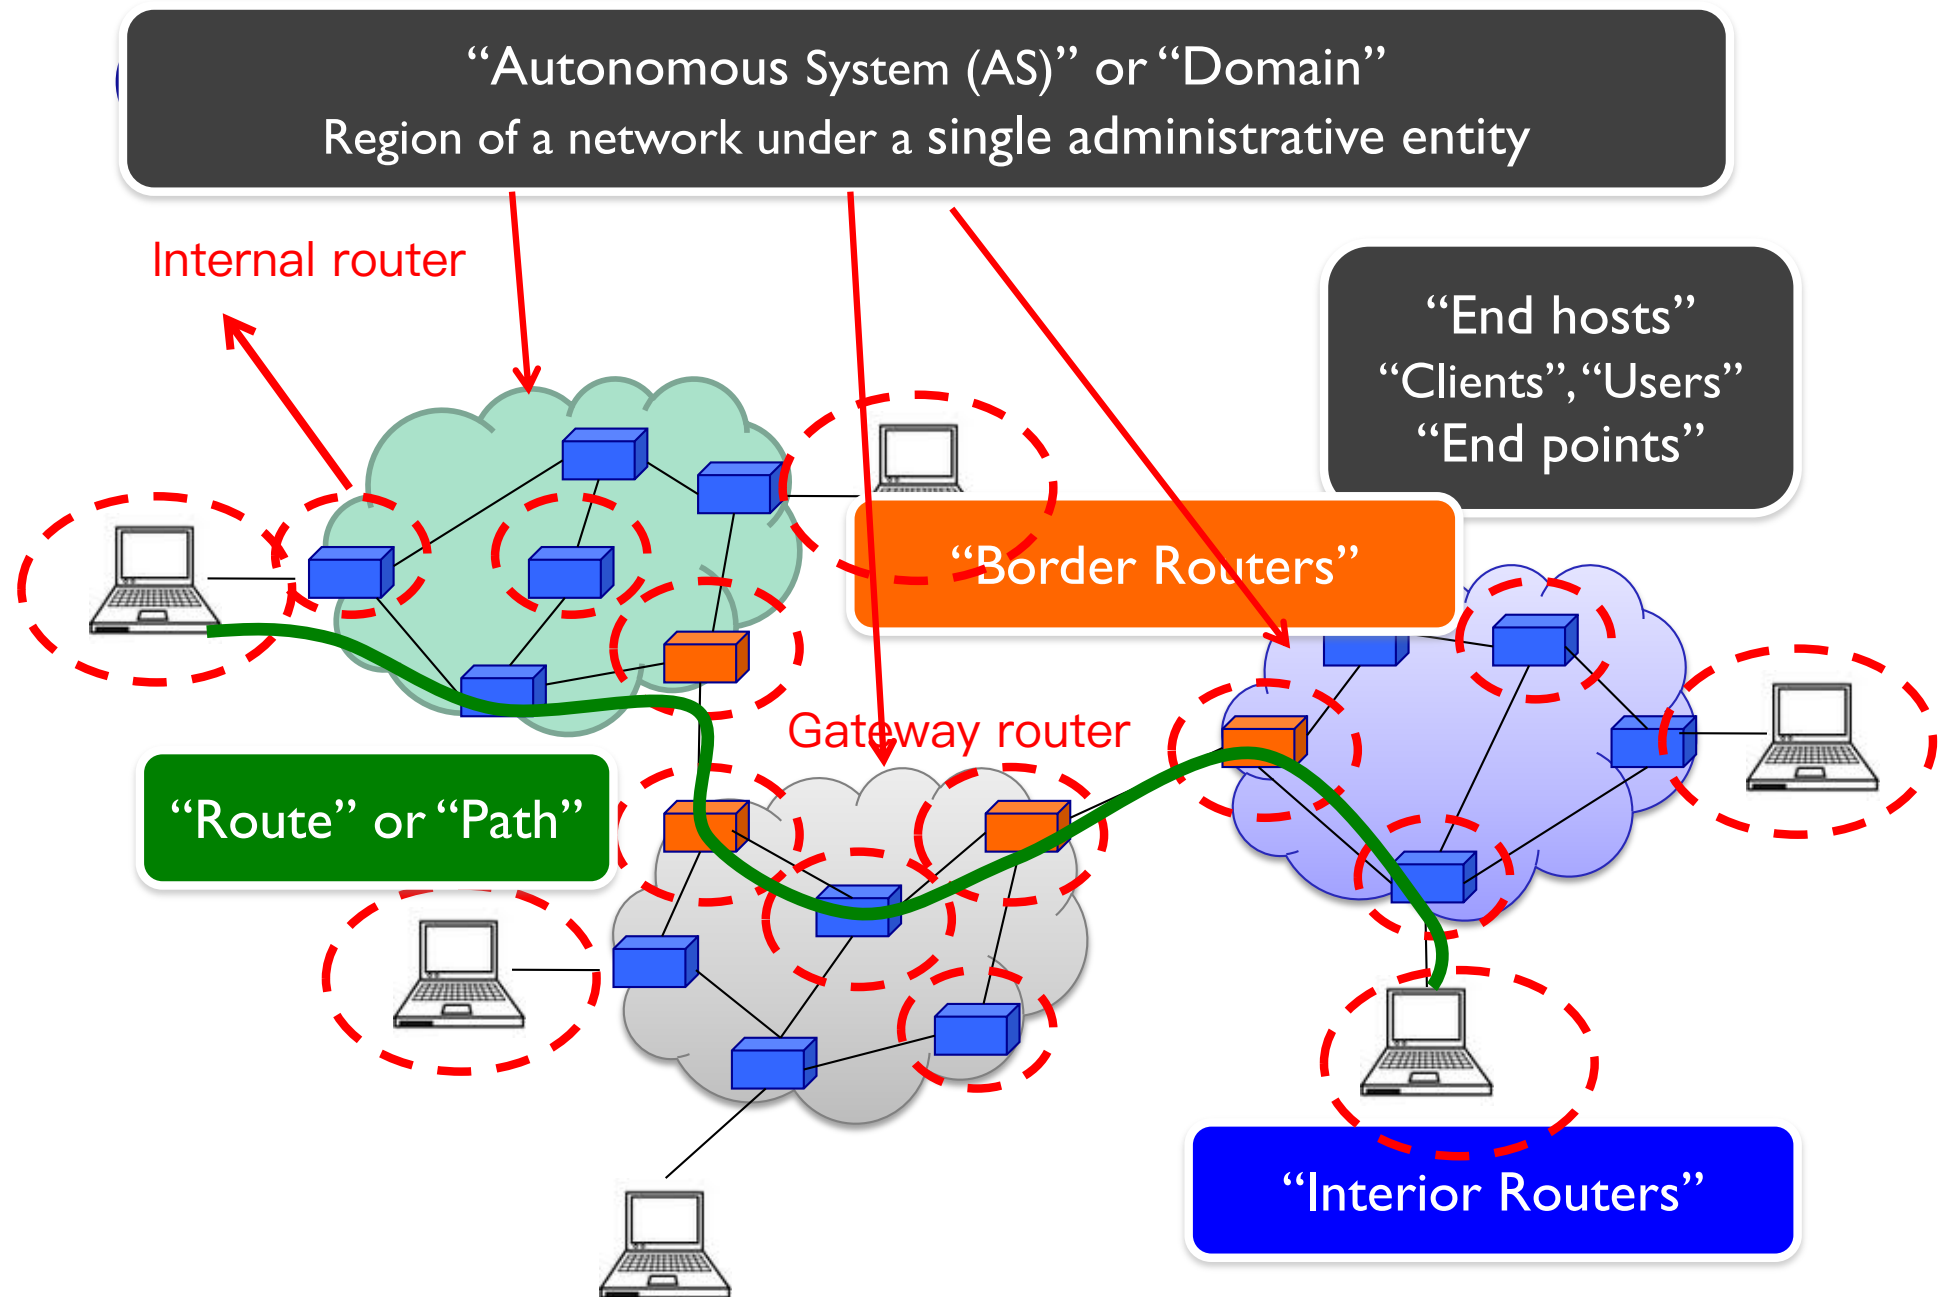 “Autonomous System (AS)” or “Domain”
Region of a network under a single administrative entity
Internal router
“End hosts”
“Clients”, “Users”
“End points”
“Border Routers”
Gateway router
“Route” or “Path”
“Interior Routers”